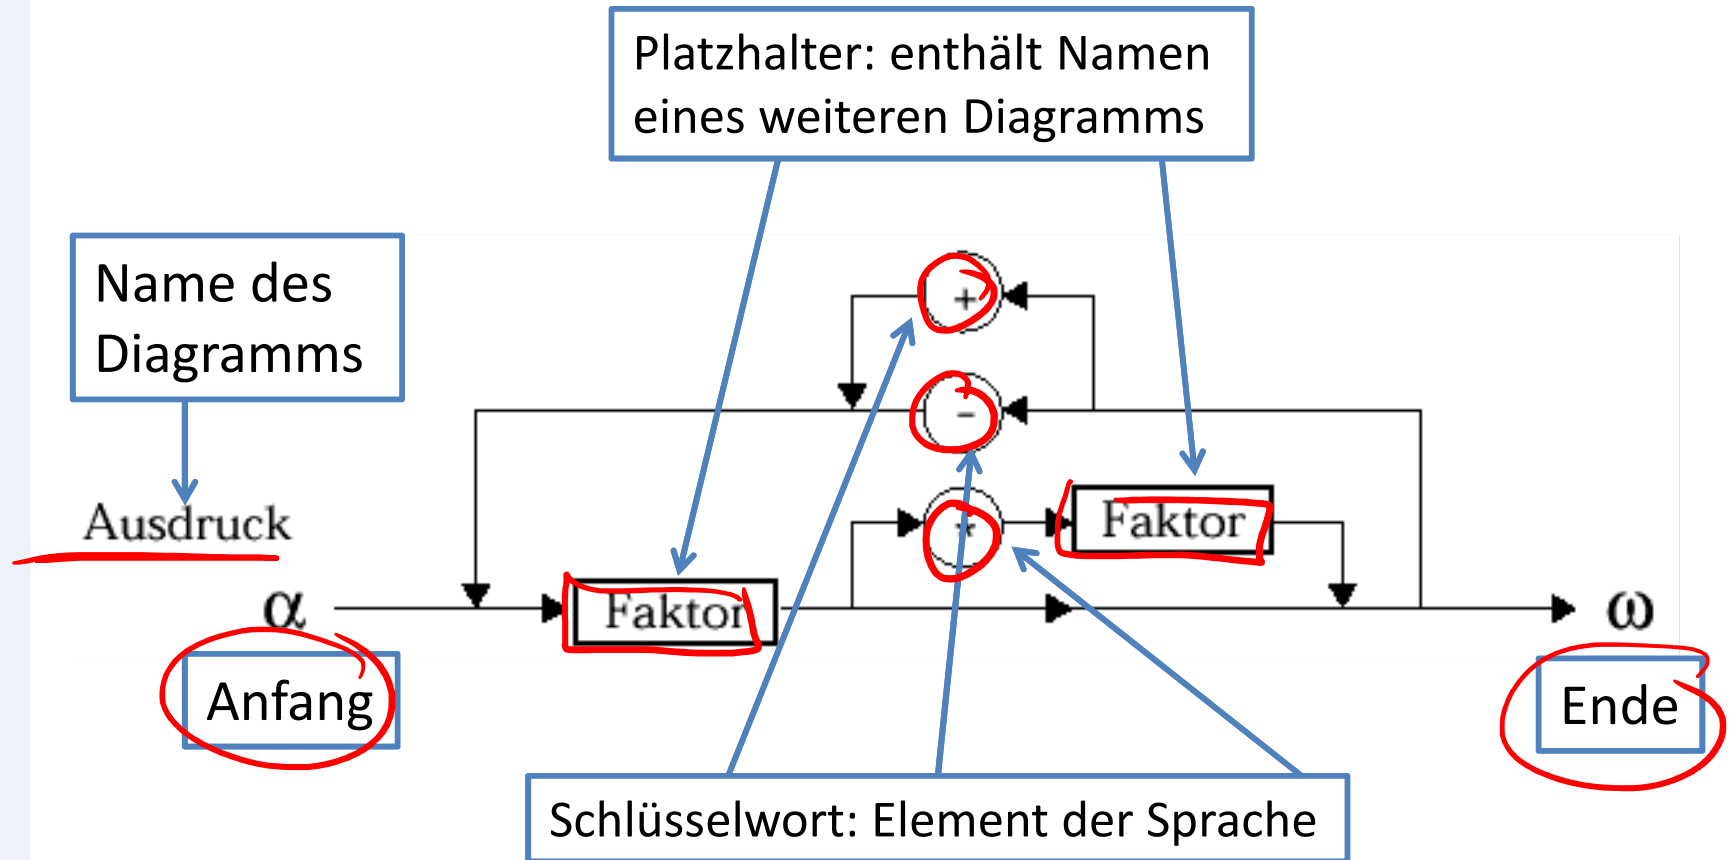 Platzhalter: enthält Namen
eines weiteren Diagramms
Name des
Diagramms
+
-
*
Faktor
Ausdruck
α
Faktor
ω
Anfang
Ende
Schlüsselwort: Element der Sprache